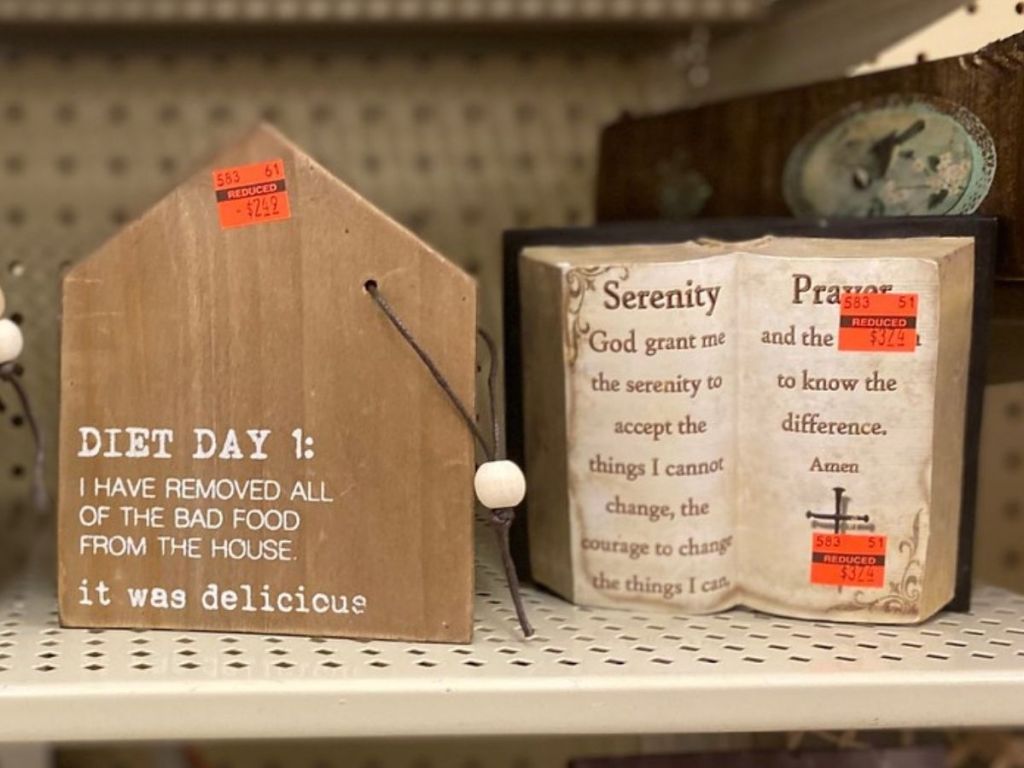 583 61
REDUCED
- $2.49
DIET DAY 1:
I HAVE REMOVED ALL
OF THE BAD FOOD
FROM THE HOUSE.
it was delicious
Serenity
God grant me
the serenity to
accept the
things I cannot
change, the
courage to change
the things I can,
Prayer
and the
to know the
difference.
Amen
583 51
REDUCED
$3.74
583 51
REDUCED
$3.74